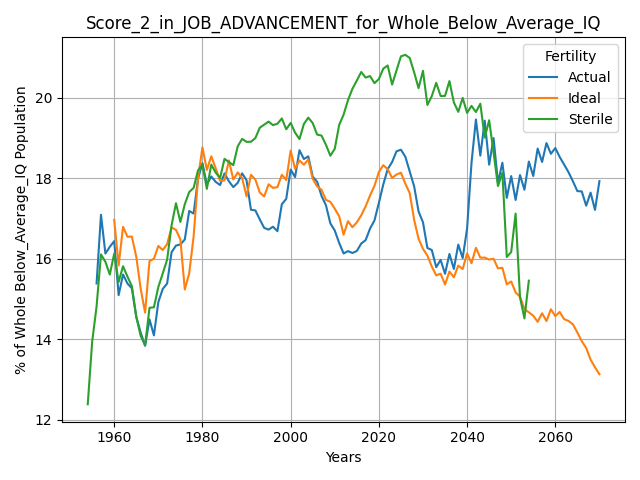 Score_2_in_JOB_ADVANCEMENT_for_Whole_Below_Average_IQ
Fertility
Actual
Ideal
Sterile
% of Whole Below_Average_IQ Population
20
18
16
14
12
1960 1980 2000 2020 2040 2060
Years